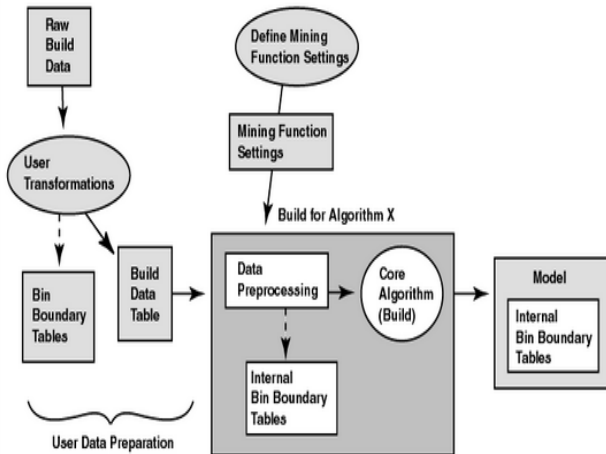 Raw
Build
Data
Define Mining
Function Settings
User
Transformations
Mining Function
Settings
Build for Algorithm X
Bin
Boundary
Tables
Build
Data
Table
Data
Preprocessing
Core
Algorithm
(Build)
Internal
Bin Boundary
Tables
Model
Internal
Bin Boundary
Tables
User Data Preparation